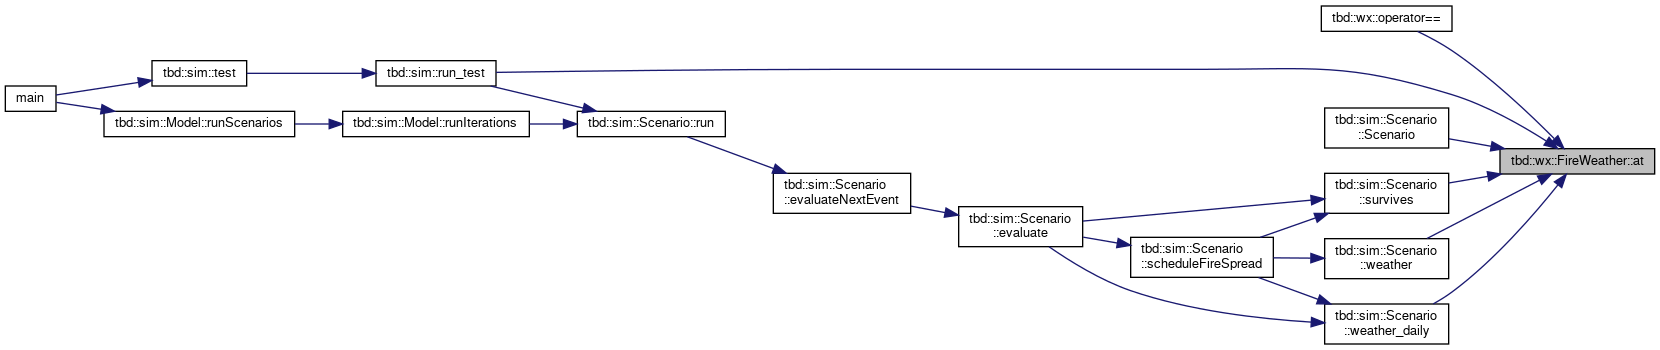 tbd::wx::operator==
tbd::sim::test
tbd::sim::run_test
main
tbd::sim::Model::runScenarios
tbd::sim::Model::runIterations
tbd::sim::Scenario::run
tbd::sim::Scenario
::Scenario
tbd::wx::FireWeather::at
tbd::sim::Scenario
::evaluateNextEvent
tbd::sim::Scenario
::survives
tbd::sim::Scenario
::evaluate
tbd::sim::Scenario
::scheduleFireSpread
tbd::sim::Scenario
::weather
tbd::sim::Scenario
::weather_daily